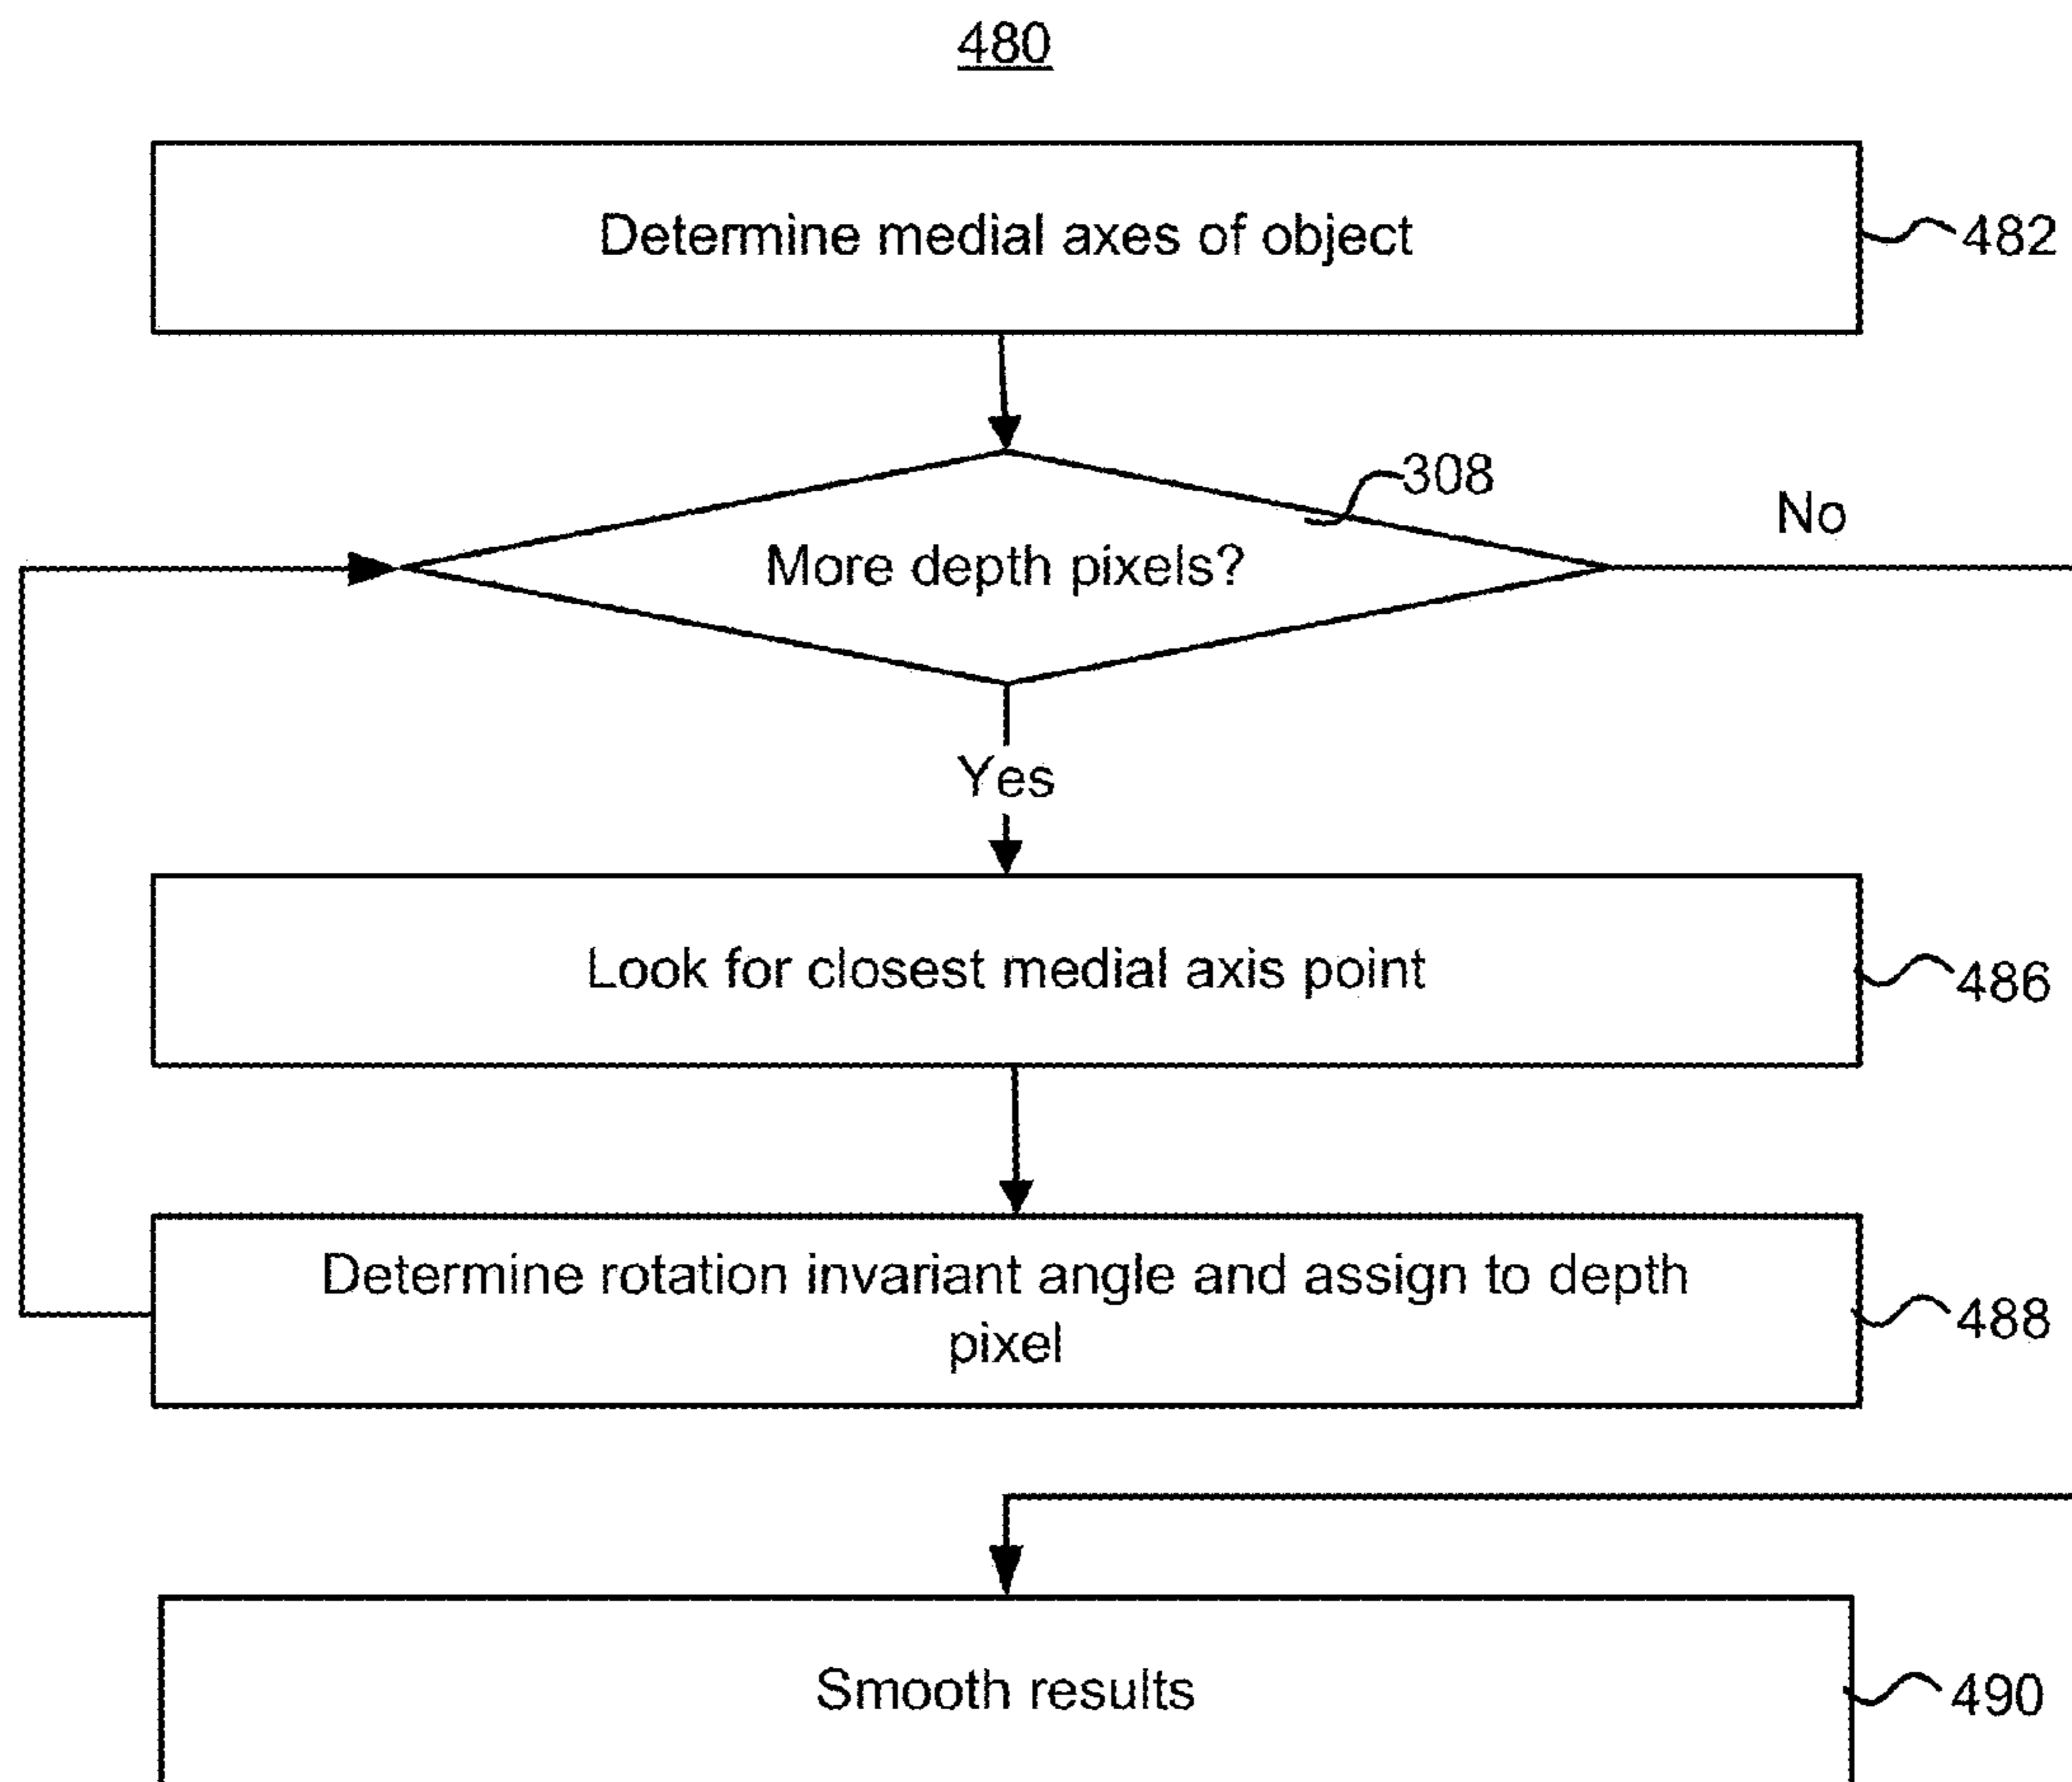 480
Determine medial axes of object
482
308
No
More depth pixels?
Yes
Look for closest medial axis point
486
Determine rotation invariant angle and assign to depth
pixel
488
Smooth results
490